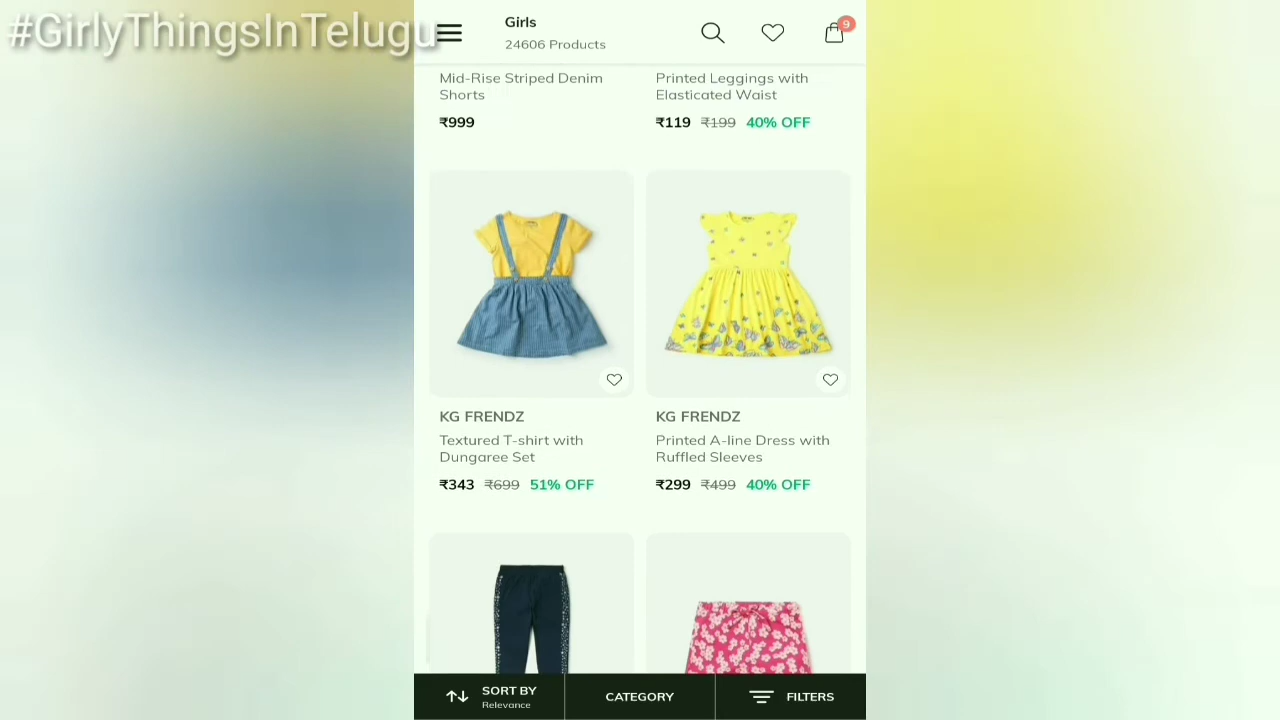 #GirlyThingsInTelugu
Girls
24606 Products
9
Mid-Rise Striped Denim
Shorts
₹999
Printed Leggings with
Elasticated Waist
₹119 ₹199 40% OFF
KG FRENDZ
Textured T-shirt with
Dungaree Set
₹343 ₹699 51% OFF
KG FRENDZ
Printed A-line Dress with
Ruffled Sleeves
₹299 ₹499 40% OFF
SORT BY
Relevance
CATEGORY
FILTERS